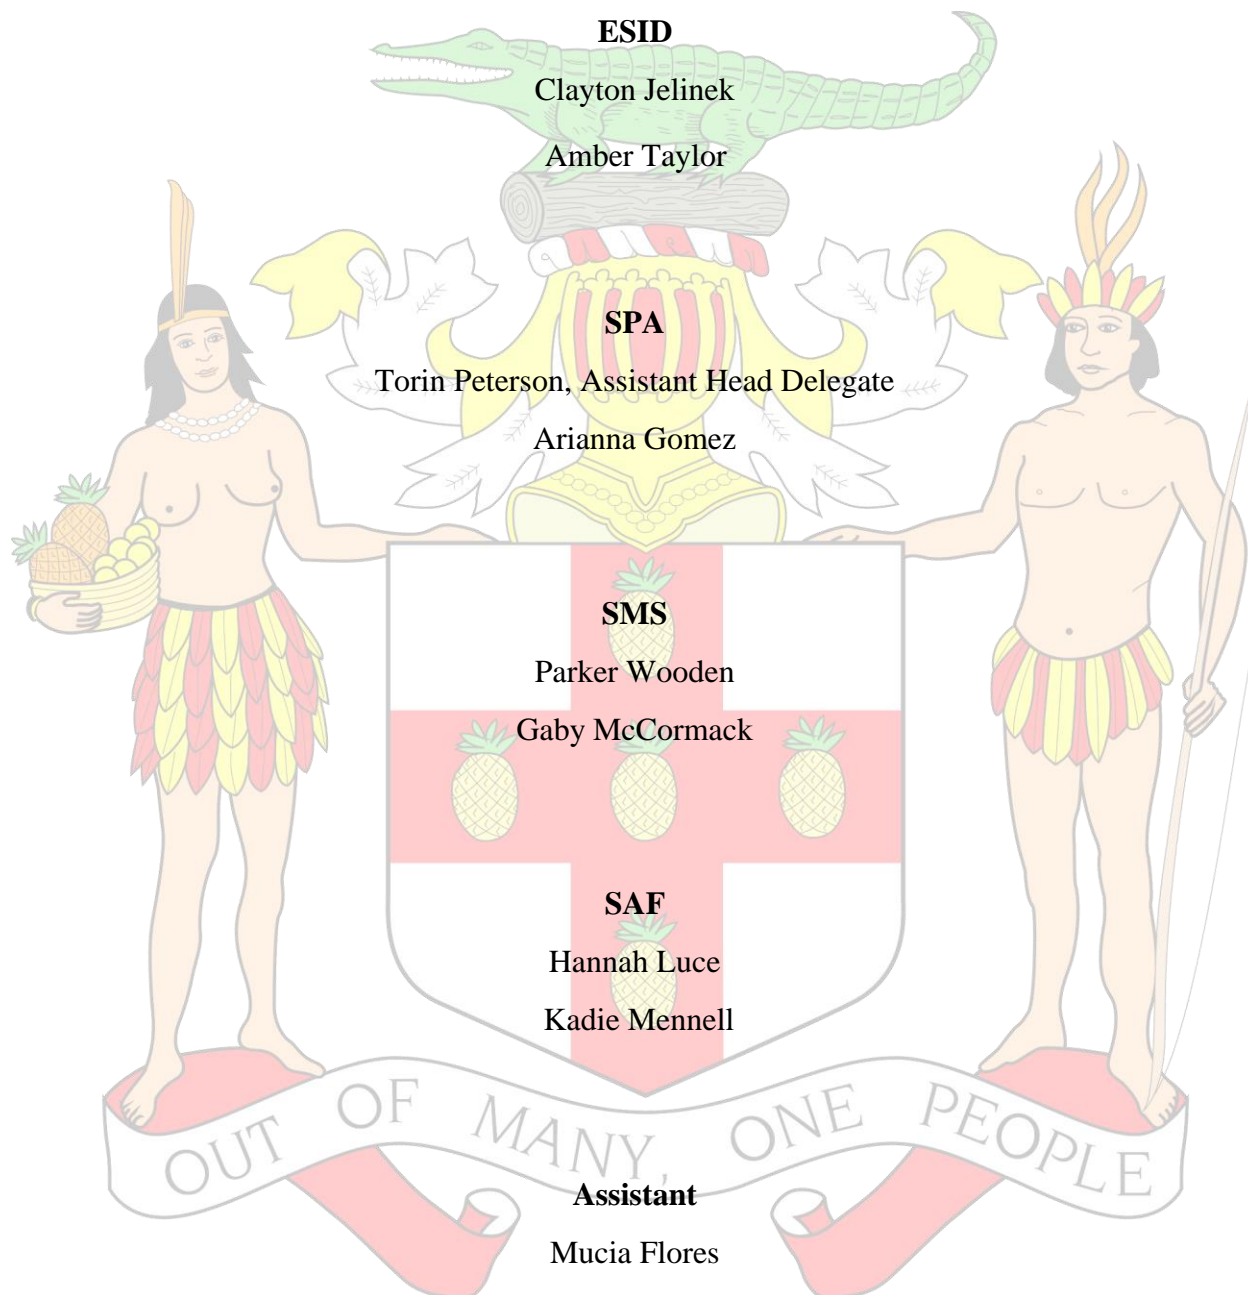 ESID
Clayton Jelinek
Amber Taylor
SPA
Torin Peterson, Assistant Head Delegate
Arianna Gomez
SMS
Parker Wooden
Gaby McCormack
SAF
Hannah Luce
Kadie Mennell
OUT OF MANY, ONE PEOPLE
Assistant
Mucia Flores